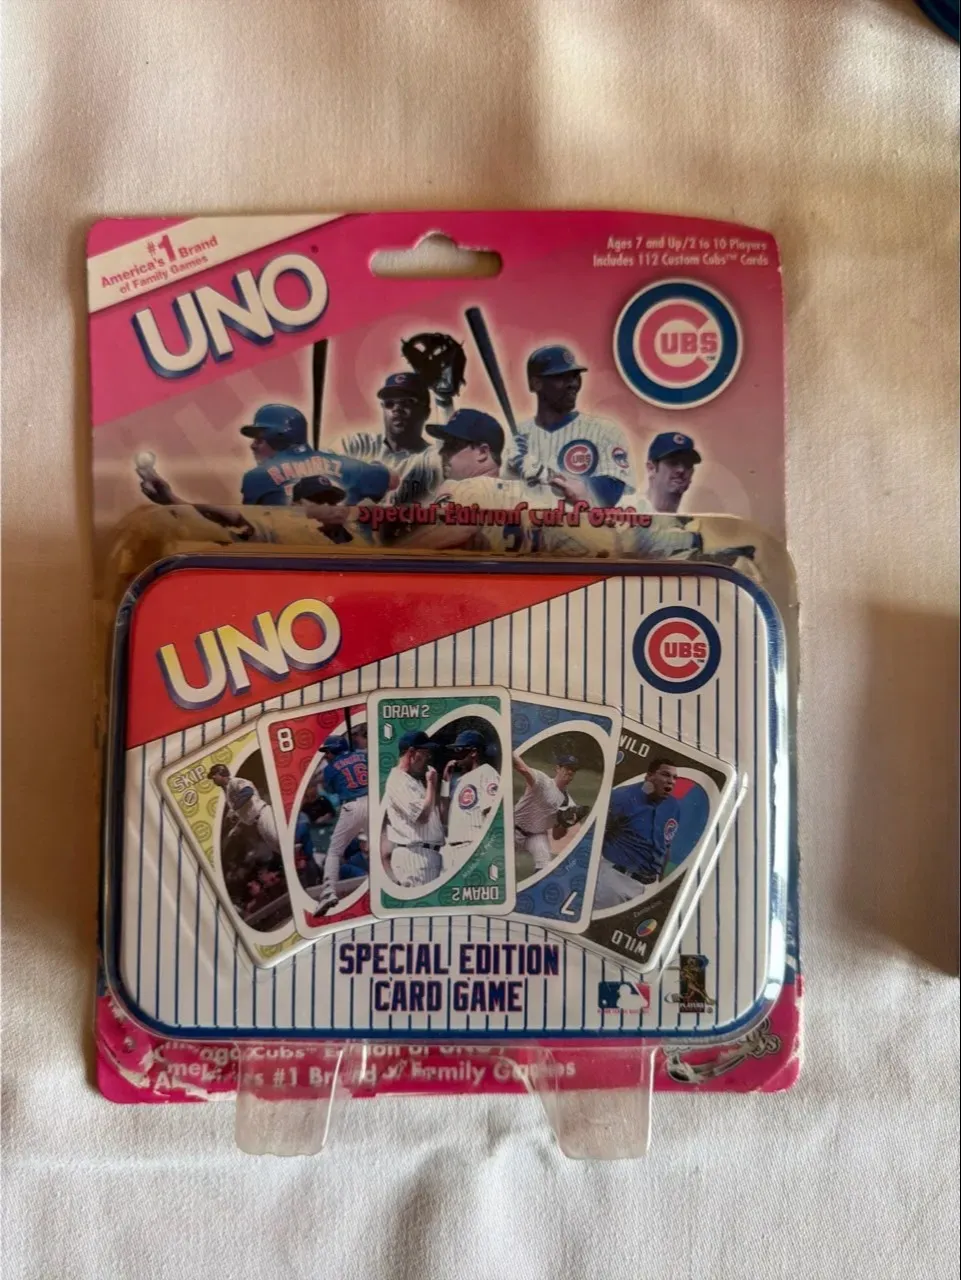 #1
America's Brand
of Family Games
UNO
Ages 7 and Up/2 to 10 Players
Includes 112 Custom Cubs™ Cards
CUBS
RAMIREZ
CUBS
Special Edition Card Game
UNO
CUBS
SKIP
8
16
DRAW 2
DRAW 2
7
WILD
WILD
SPECIAL EDITION
CARD GAME
Cubs™ Edition of UNO
#1 Brand of Family Games